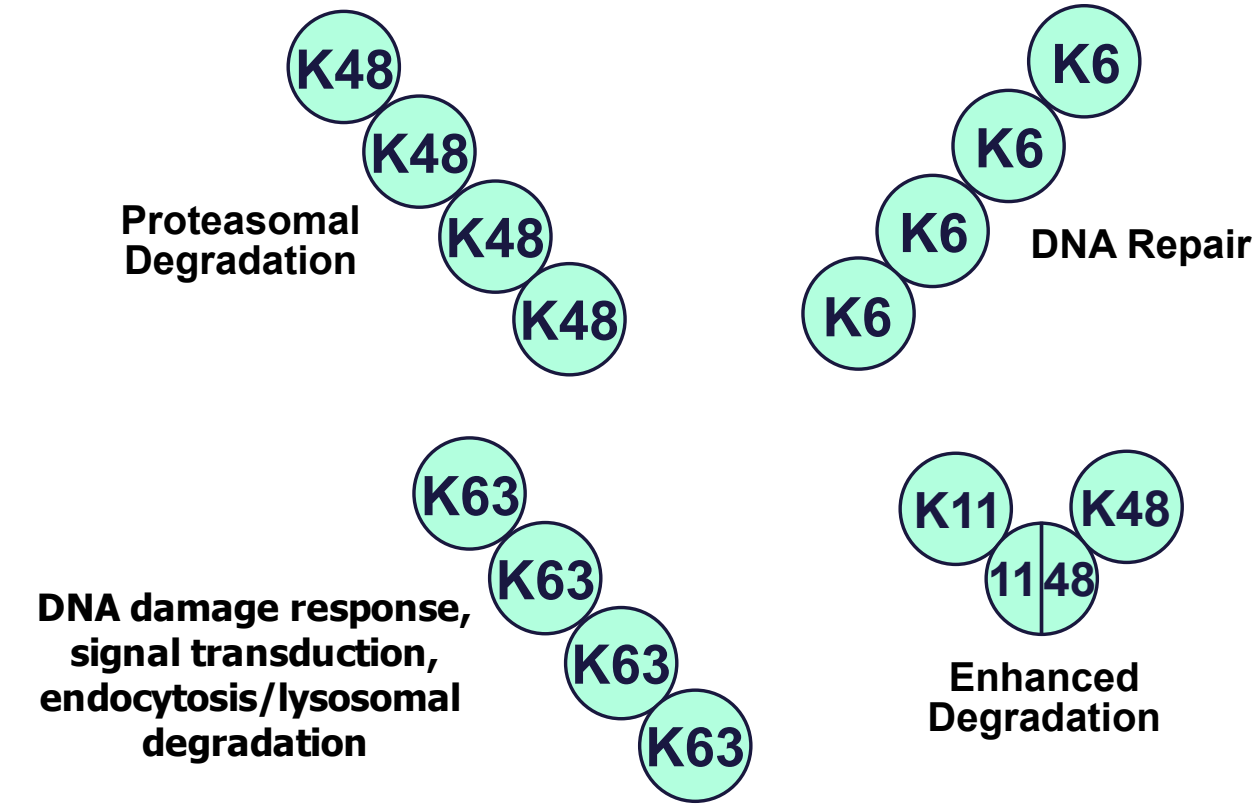 K48
K48
K48
K48
Proteasomal
Degradation
K6
K6
K6
K6
DNA Repair
K63
K63
K63
K63
DNA damage response,
signal transduction,
endocytosis/lysosomal
degradation
K11
K48
11 48
Enhanced
Degradation